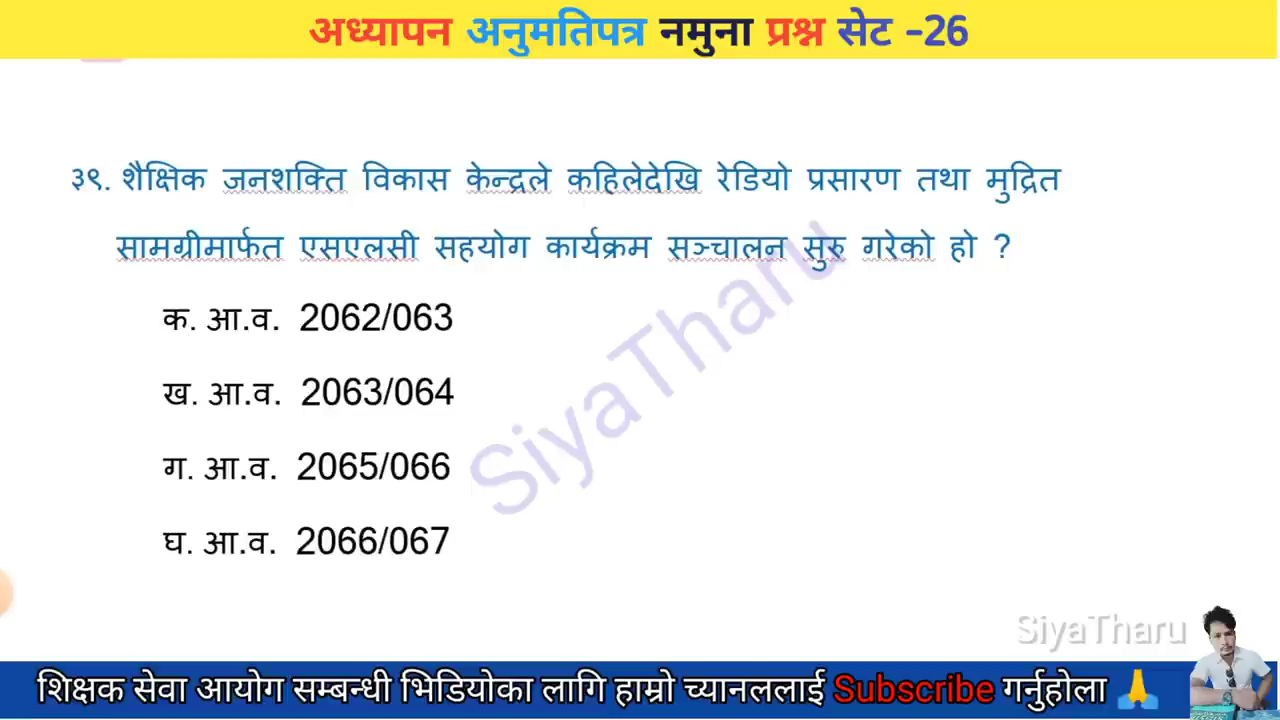 अध्यापन अनुमतिपत्र नमुना प्रश्न सेट -26
३९. शैक्षिक जनशक्ति विकास केन्द्रले कहिलेदेखि रेडियो प्रसारण तथा मुद्रित
सामग्रीमार्फत एसएलसी सहयोग कार्यक्रम सञ्चालन सुरु गरेको हो ?
क. आ.व. 2062/063
ख. आ.व. 2063/064
ग. आ.व. 2065/066
घ. आ.व. 2066/067
SiyaTharu
SiyaTharu
शिक्षक सेवा आयोग सम्बन्धी भिडियोका लागि हाम्रो च्यानललाई Subscribe गर्नुहोला 🙏